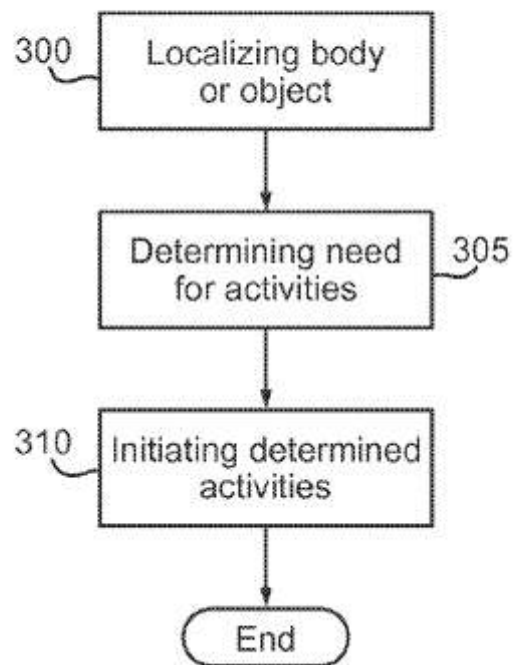 300
Localizing body
or object
Determining need
for activities
305
310
Initiating determined
activities
End